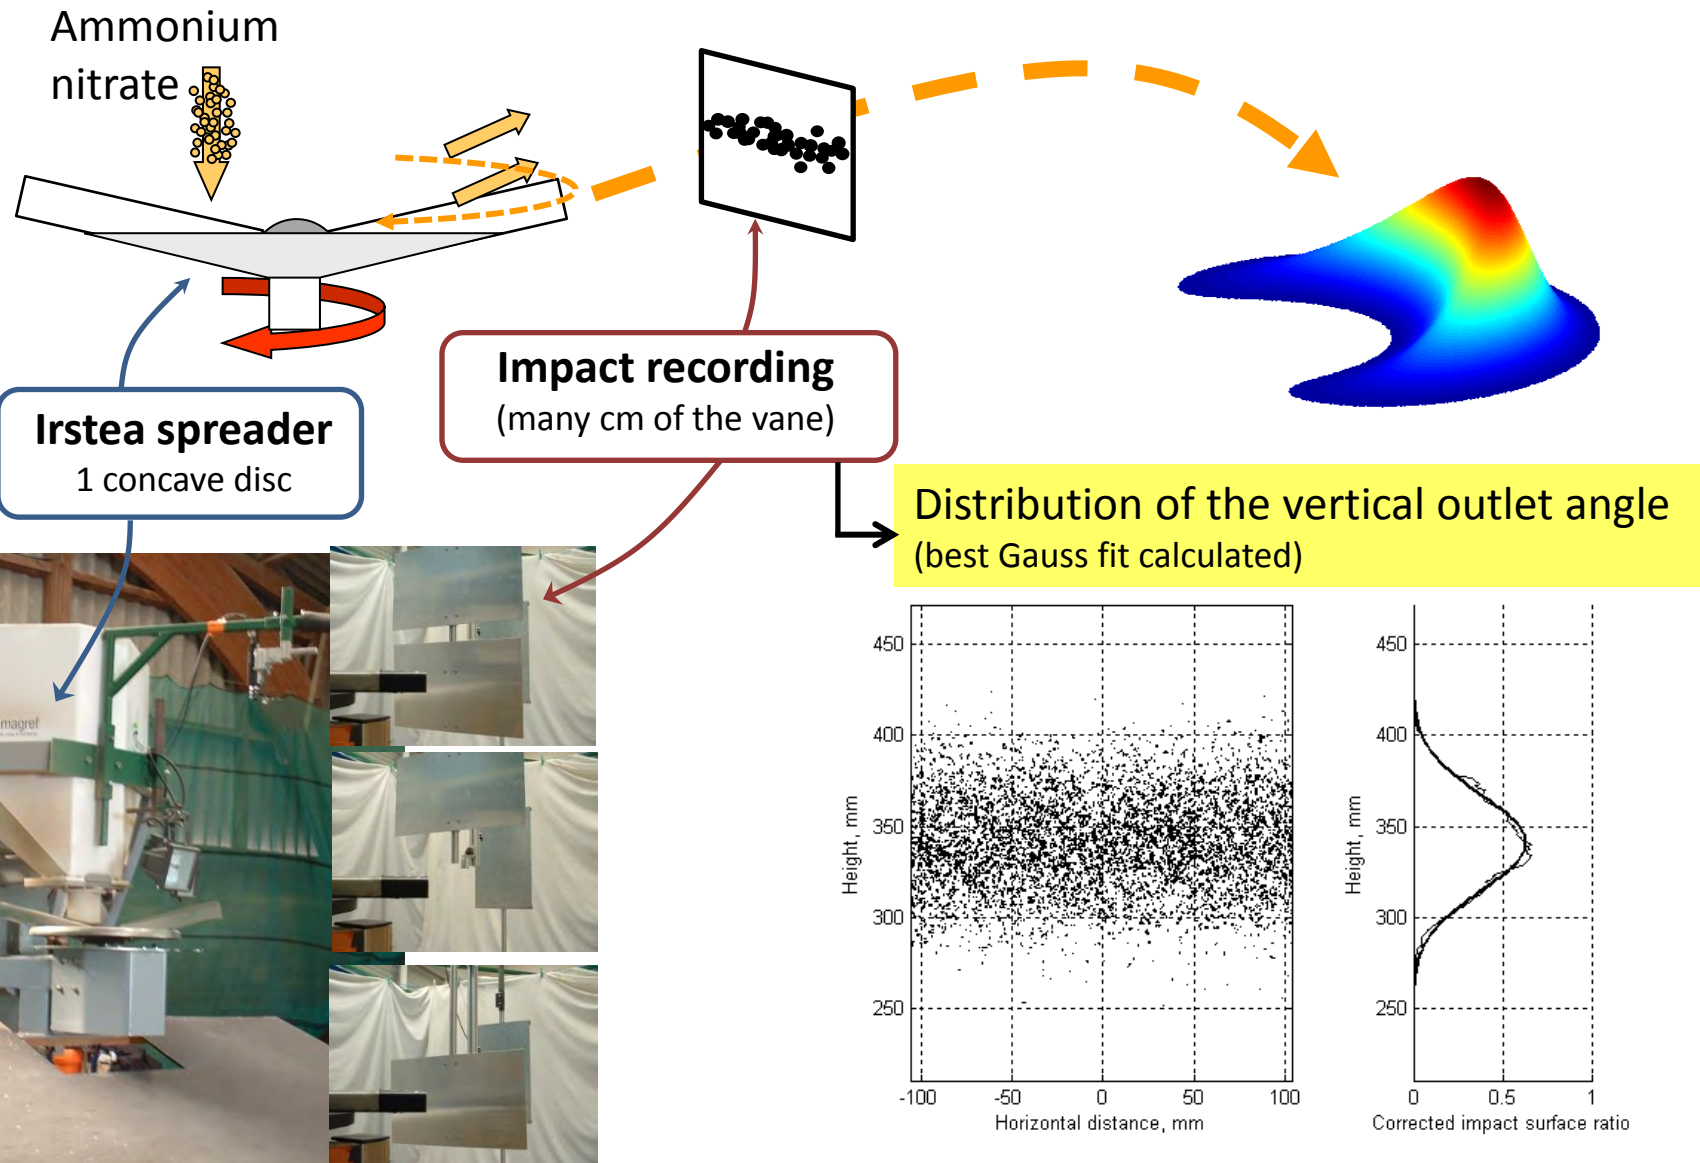 Ammonium
nitrate
Impact recording
(many cm of the vane)
Irstea spreader
1 concave disc
Distribution of the vertical outlet angle
(best Gauss fit calculated)
magref
450
400
350
300
250
Height, mm
-100
-50
0
50
100
Horizontal distance, mm
450
400
350
300
250
Height, mm
0
0.5
1
Corrected impact surface ratio